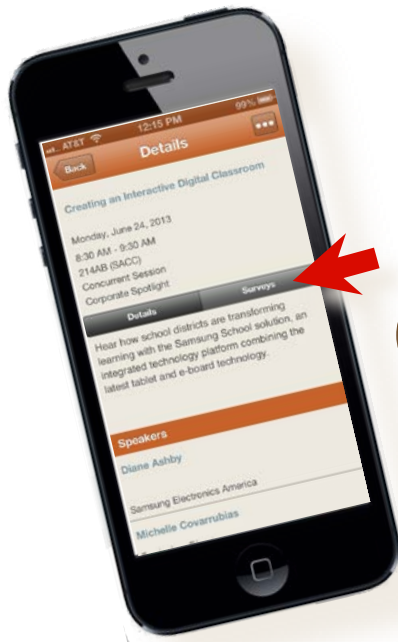 AT&T 12:15 PM 99%
Back Details
Creating an Interactive Digital Classroom
Monday, June 24, 2013
8:30 AM - 9:30 AM
214AB (SACC)
Concurrent Session
Corporate Spotlight
Details Surveys
Hear how school districts are transforming
learning with the Samsung School solution, an
integrated technology platform combining the
latest tablet and e-board technology.
Speakers
Diane Ashby
Samsung Electronics America
Michelle Covarrubias